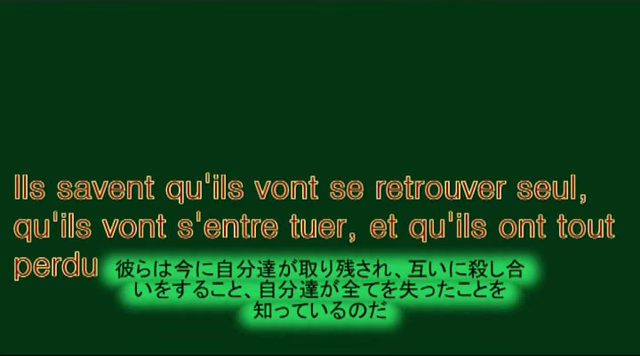 Ils savent qu'ils vont se retrouver seul,
qu'ils vont s'entre tuer, et qu'ils ont tout
perdu
彼らは今に自分達が取り残され、互いに殺し合
いをすること、自分達が全てを失ったことを
知っているのだ